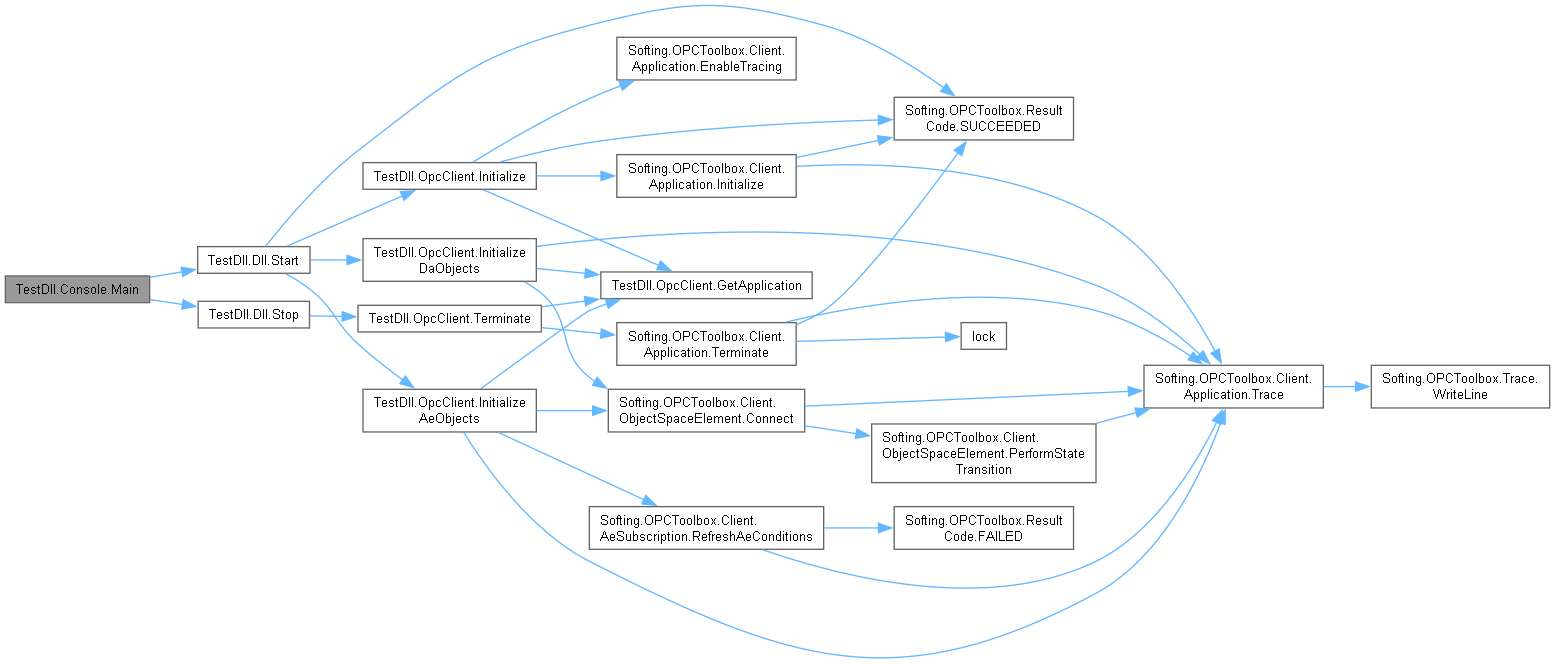 TestDll.Console.Main
TestDll.Dll.Start
TestDll.Dll.Stop
TestDll.OpcClient.Initialize
TestDll.OpcClient.Initialize
DaObjects
TestDll.OpcClient.Terminate
TestDll.OpcClient.Initialize
AeObjects
Softing.OPCToolbox.Client.
Application.EnableTracing
Softing.OPCToolbox.Client.
Application.Initialize
TestDll.OpcClient.GetApplication
Softing.OPCToolbox.Client.
Application.Terminate
Softing.OPCToolbox.Client.
ObjectSpaceElement.Connect
Softing.OPCToolbox.Client.
AeSubscription.RefreshAeConditions
Softing.OPCToolbox.Result
Code.SUCCEEDED
lock
Softing.OPCToolbox.Client.
ObjectSpaceElement.PerformState
Transition
Softing.OPCToolbox.Result
Code.FAILED
Softing.OPCToolbox.Client.
Application.Trace
Softing.OPCToolbox.Trace.
WriteLine